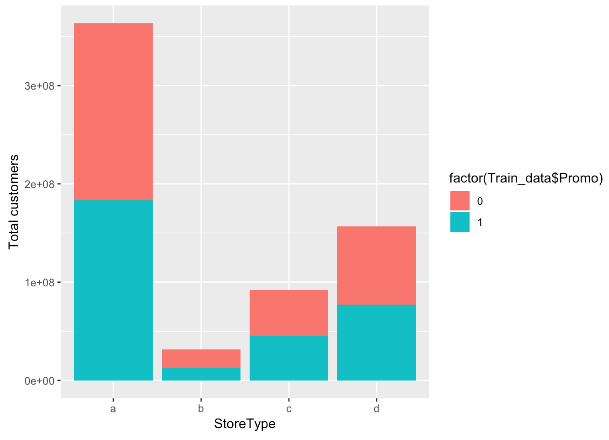 Total customers
3e+08
2e+08
1e+08
0e+00
a b c d
StoreType
factor(Train_data$Promo)
0
1